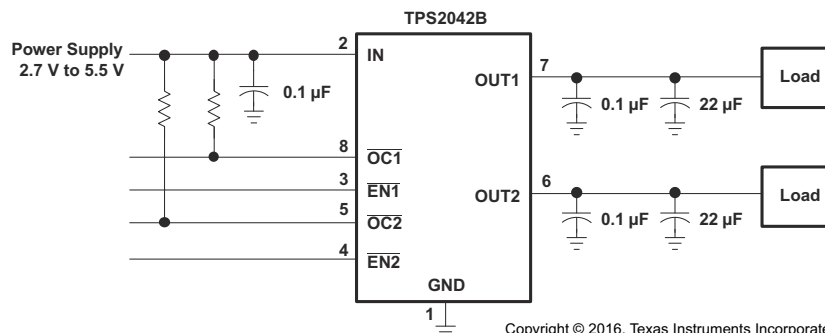 TPS2042B
Power Supply
2.7 V to 5.5 V
2
IN
0.1 µF
OUT1
7
0.1 µF
22 µF
Load
8
OC1
3
EN1
5
OC2
4
EN2
OUT2
6
0.1 µF
22 µF
Load
GND
1
Copyright © 2016, Texas Instruments Incorporate